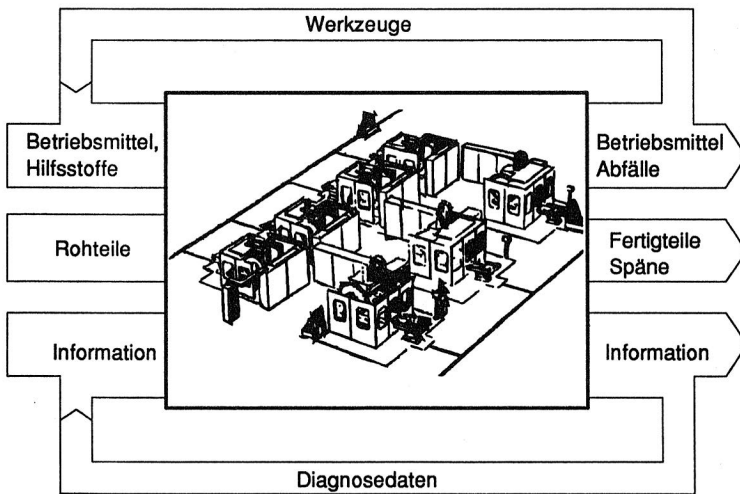 Werkzeuge
Betriebsmittel,
Hilfsstoffe
Betriebsmittel
Abfälle
Rohteile
Fertigteile
Späne
Information
Information
Diagnosedaten